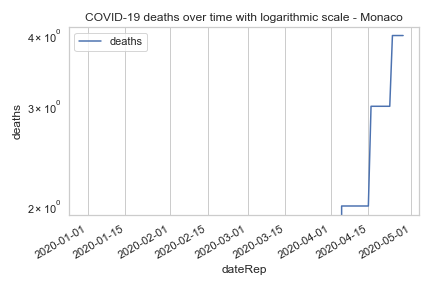 COVID-19 deaths over time with logarithmic scale - Monaco
deaths
4 × 10⁰
3 × 10⁰
2 × 10⁰
deaths
2020-01-01
2020-01-15
2020-02-01
2020-02-15
2020-03-01
2020-03-15
2020-04-01
2020-04-15
2020-05-01
dateRep